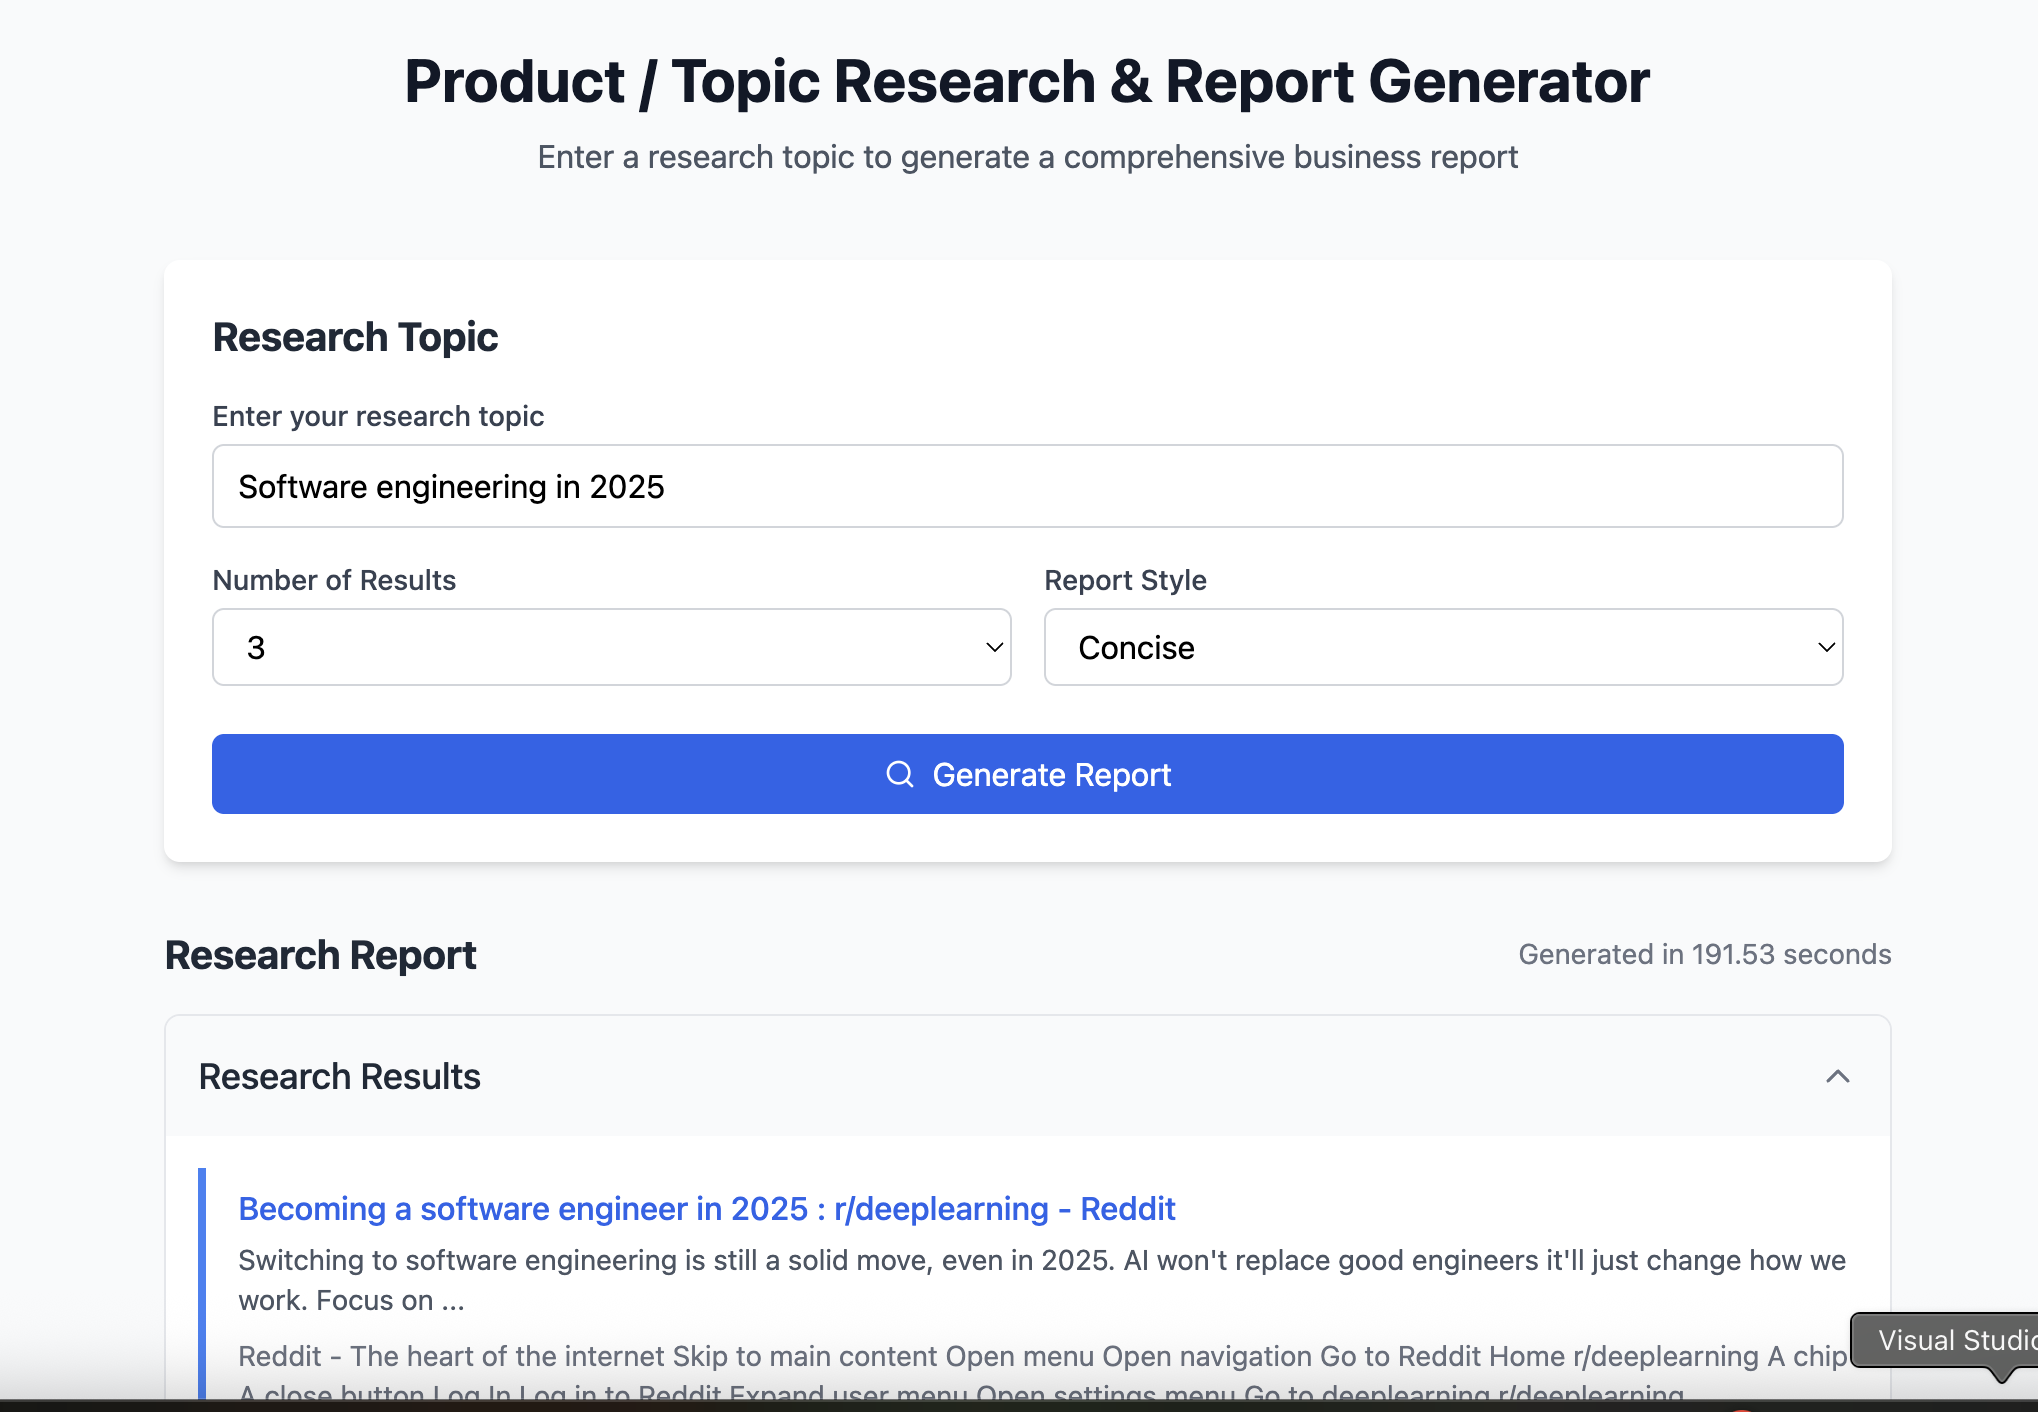 Product / Topic Research & Report Generator
Enter a research topic to generate a comprehensive business report
Research Topic
Enter your research topic
Software engineering in 2025
Number of Results
Report Style
3
Concise
Generate Report
Research Report
Generated in 191.53 seconds
Research Results
Becoming a software engineer in 2025 : r/deeplearning - Reddit
Switching to software engineering is still a solid move, even in 2025. AI won't replace good engineers it'll just change how we
work. Focus on ...
Reddit - The heart of the internet Skip to main content Open menu Open navigation Go to Reddit Home r/deeplearning A chip
A close button Log In Log in to Reddit Expand user menu Open settings menu Go to deeplearning r/deeplearning
Visual